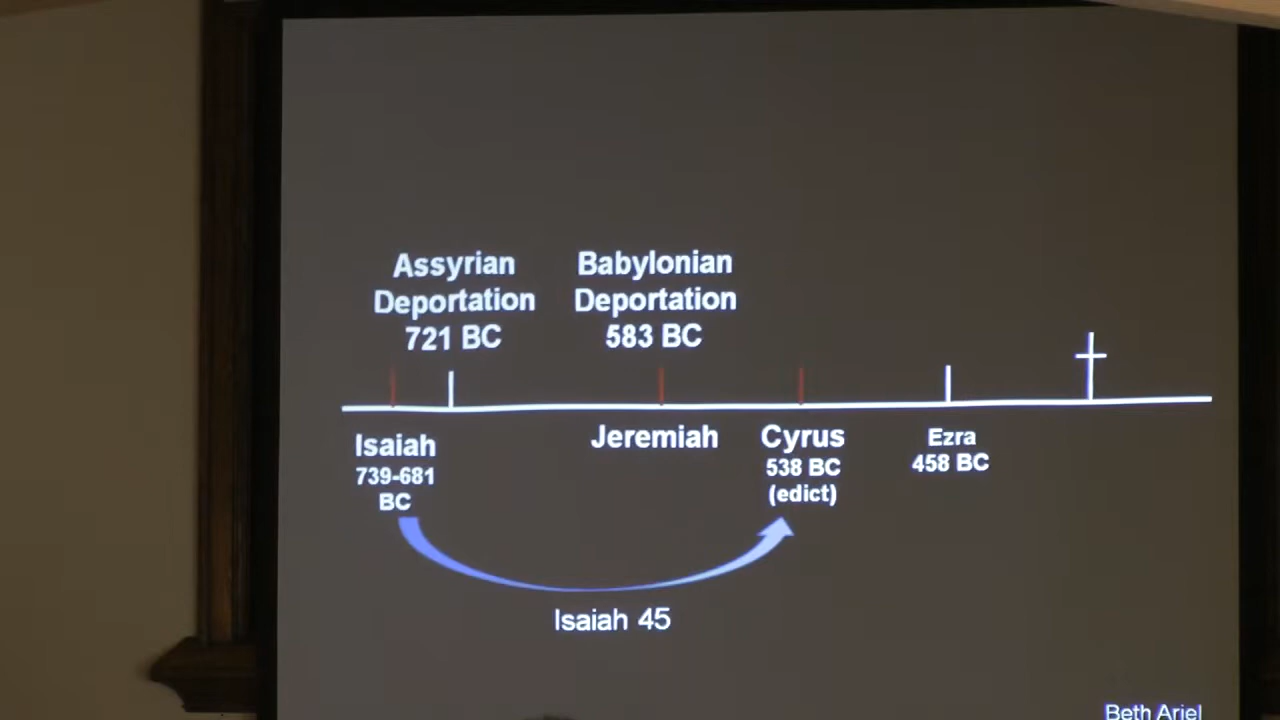 Assyrian
Deportation
721 BC
Babylonian
Deportation
583 BC
Isaiah
739-681
BC
Jeremiah
Cyrus
538 BC
(edict)
Ezra
458 BC
Isaiah 45
Beth Ariel